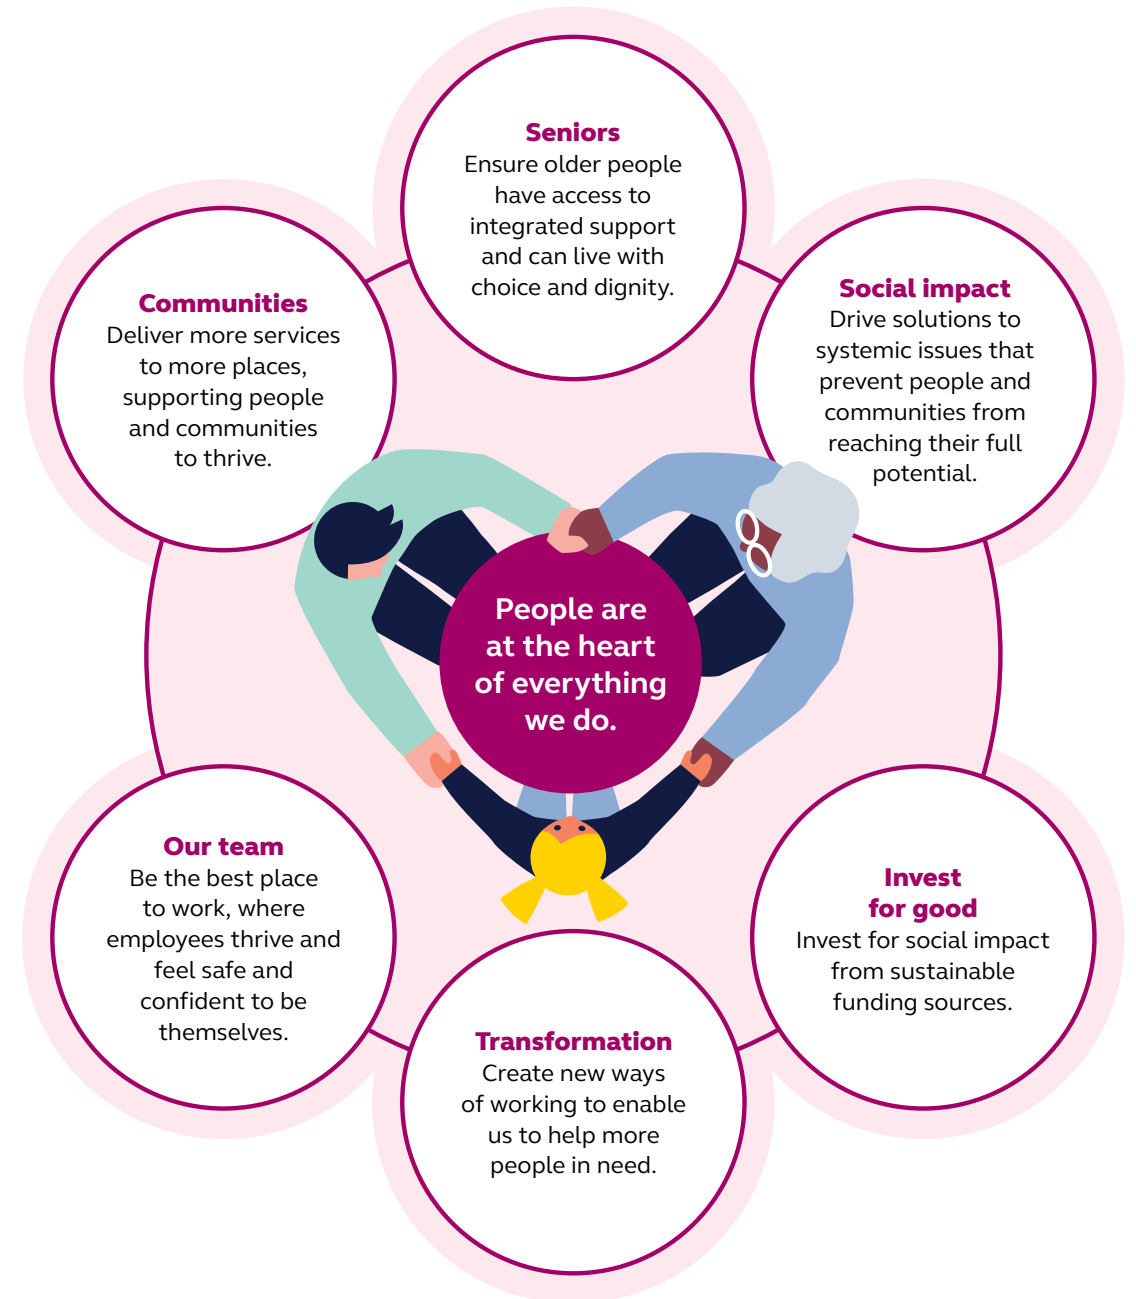 Seniors
Ensure older people
have access to
integrated support
and can live with
choice and dignity.
Social impact
Drive solutions to
systemic issues that
prevent people and
communities from
reaching their full
potential.
Invest
for good
Invest for social impact
from sustainable
funding sources.
Transformation
Create new ways
of working to enable
us to help more
people in need.
Our team
Be the best place
to work, where
employees thrive and
feel safe and
confident to be
themselves.
Communities
Deliver more services
to more places,
supporting people
and communities
to thrive.
People are
at the heart
of everything
we do.